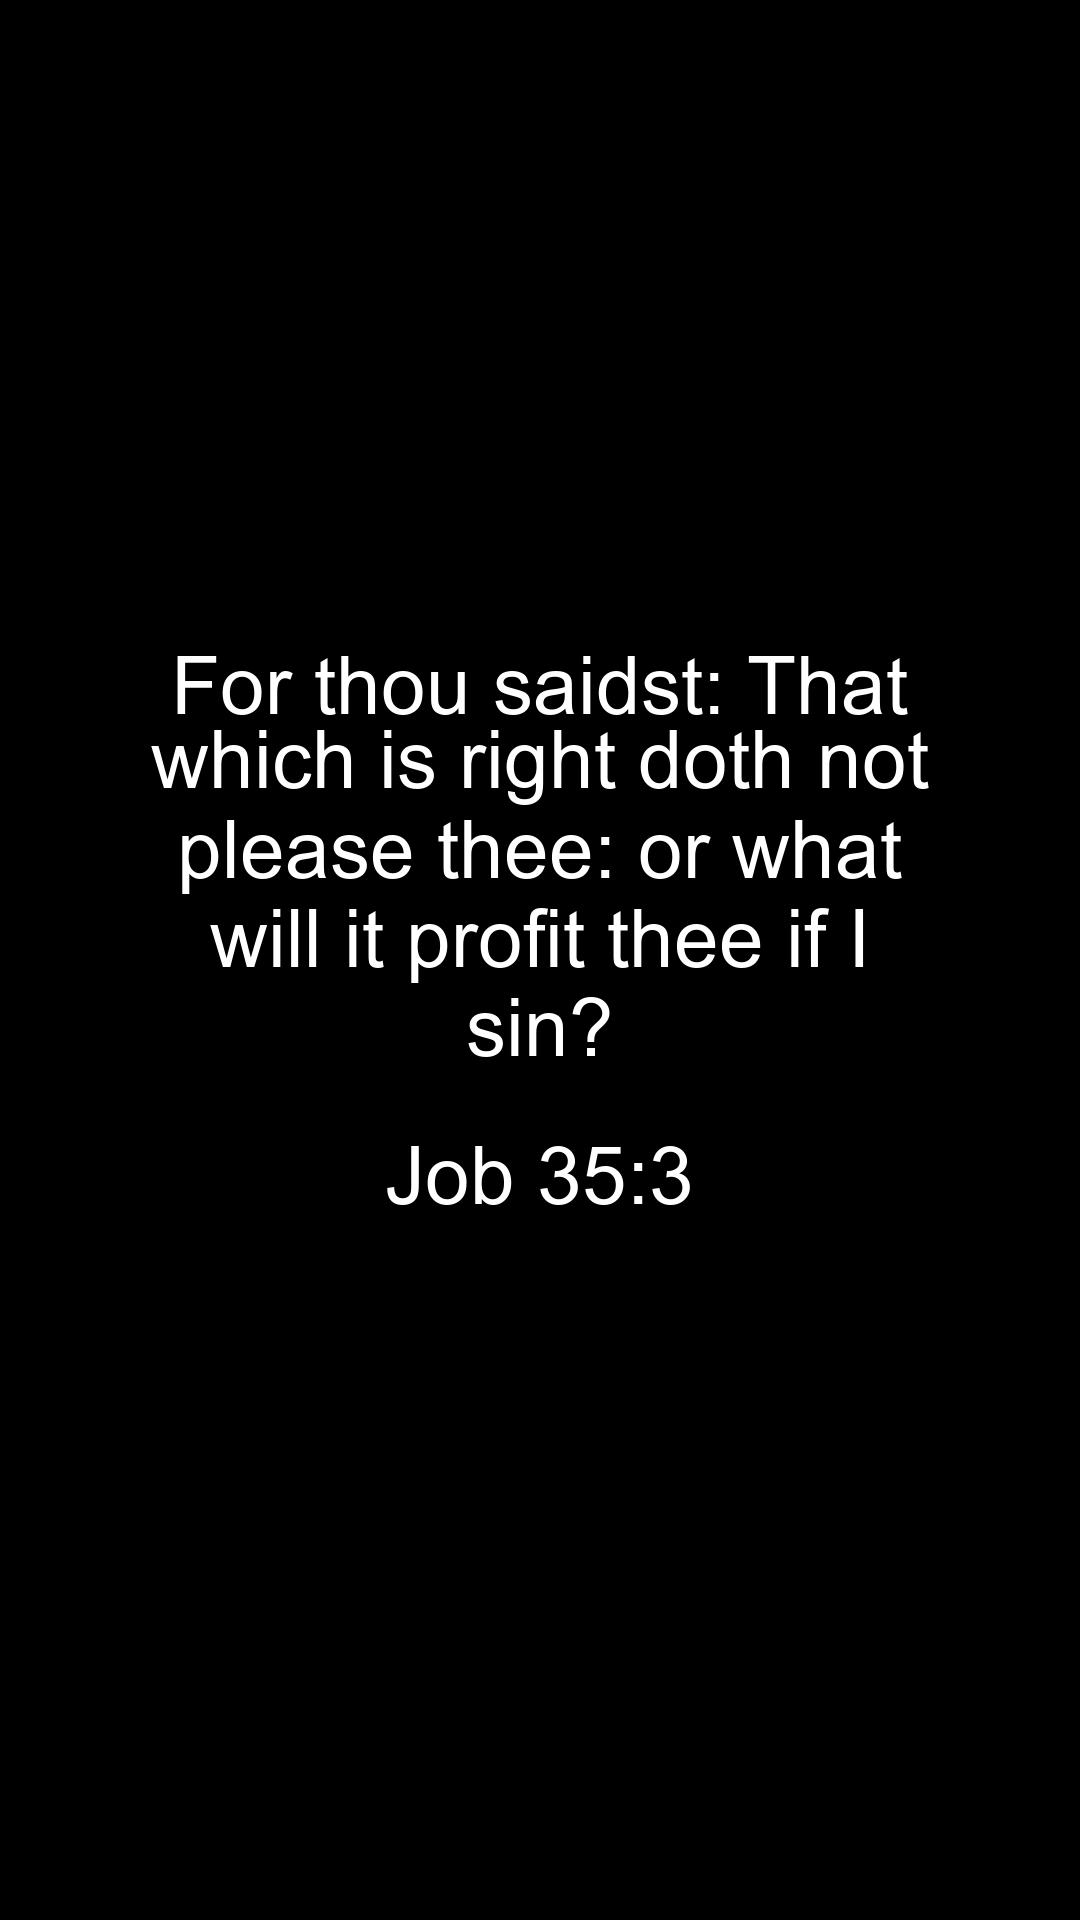 For thou saidst: That
which is right doth not
please thee: or what
will it profit thee if I
sin?
Job 35:3